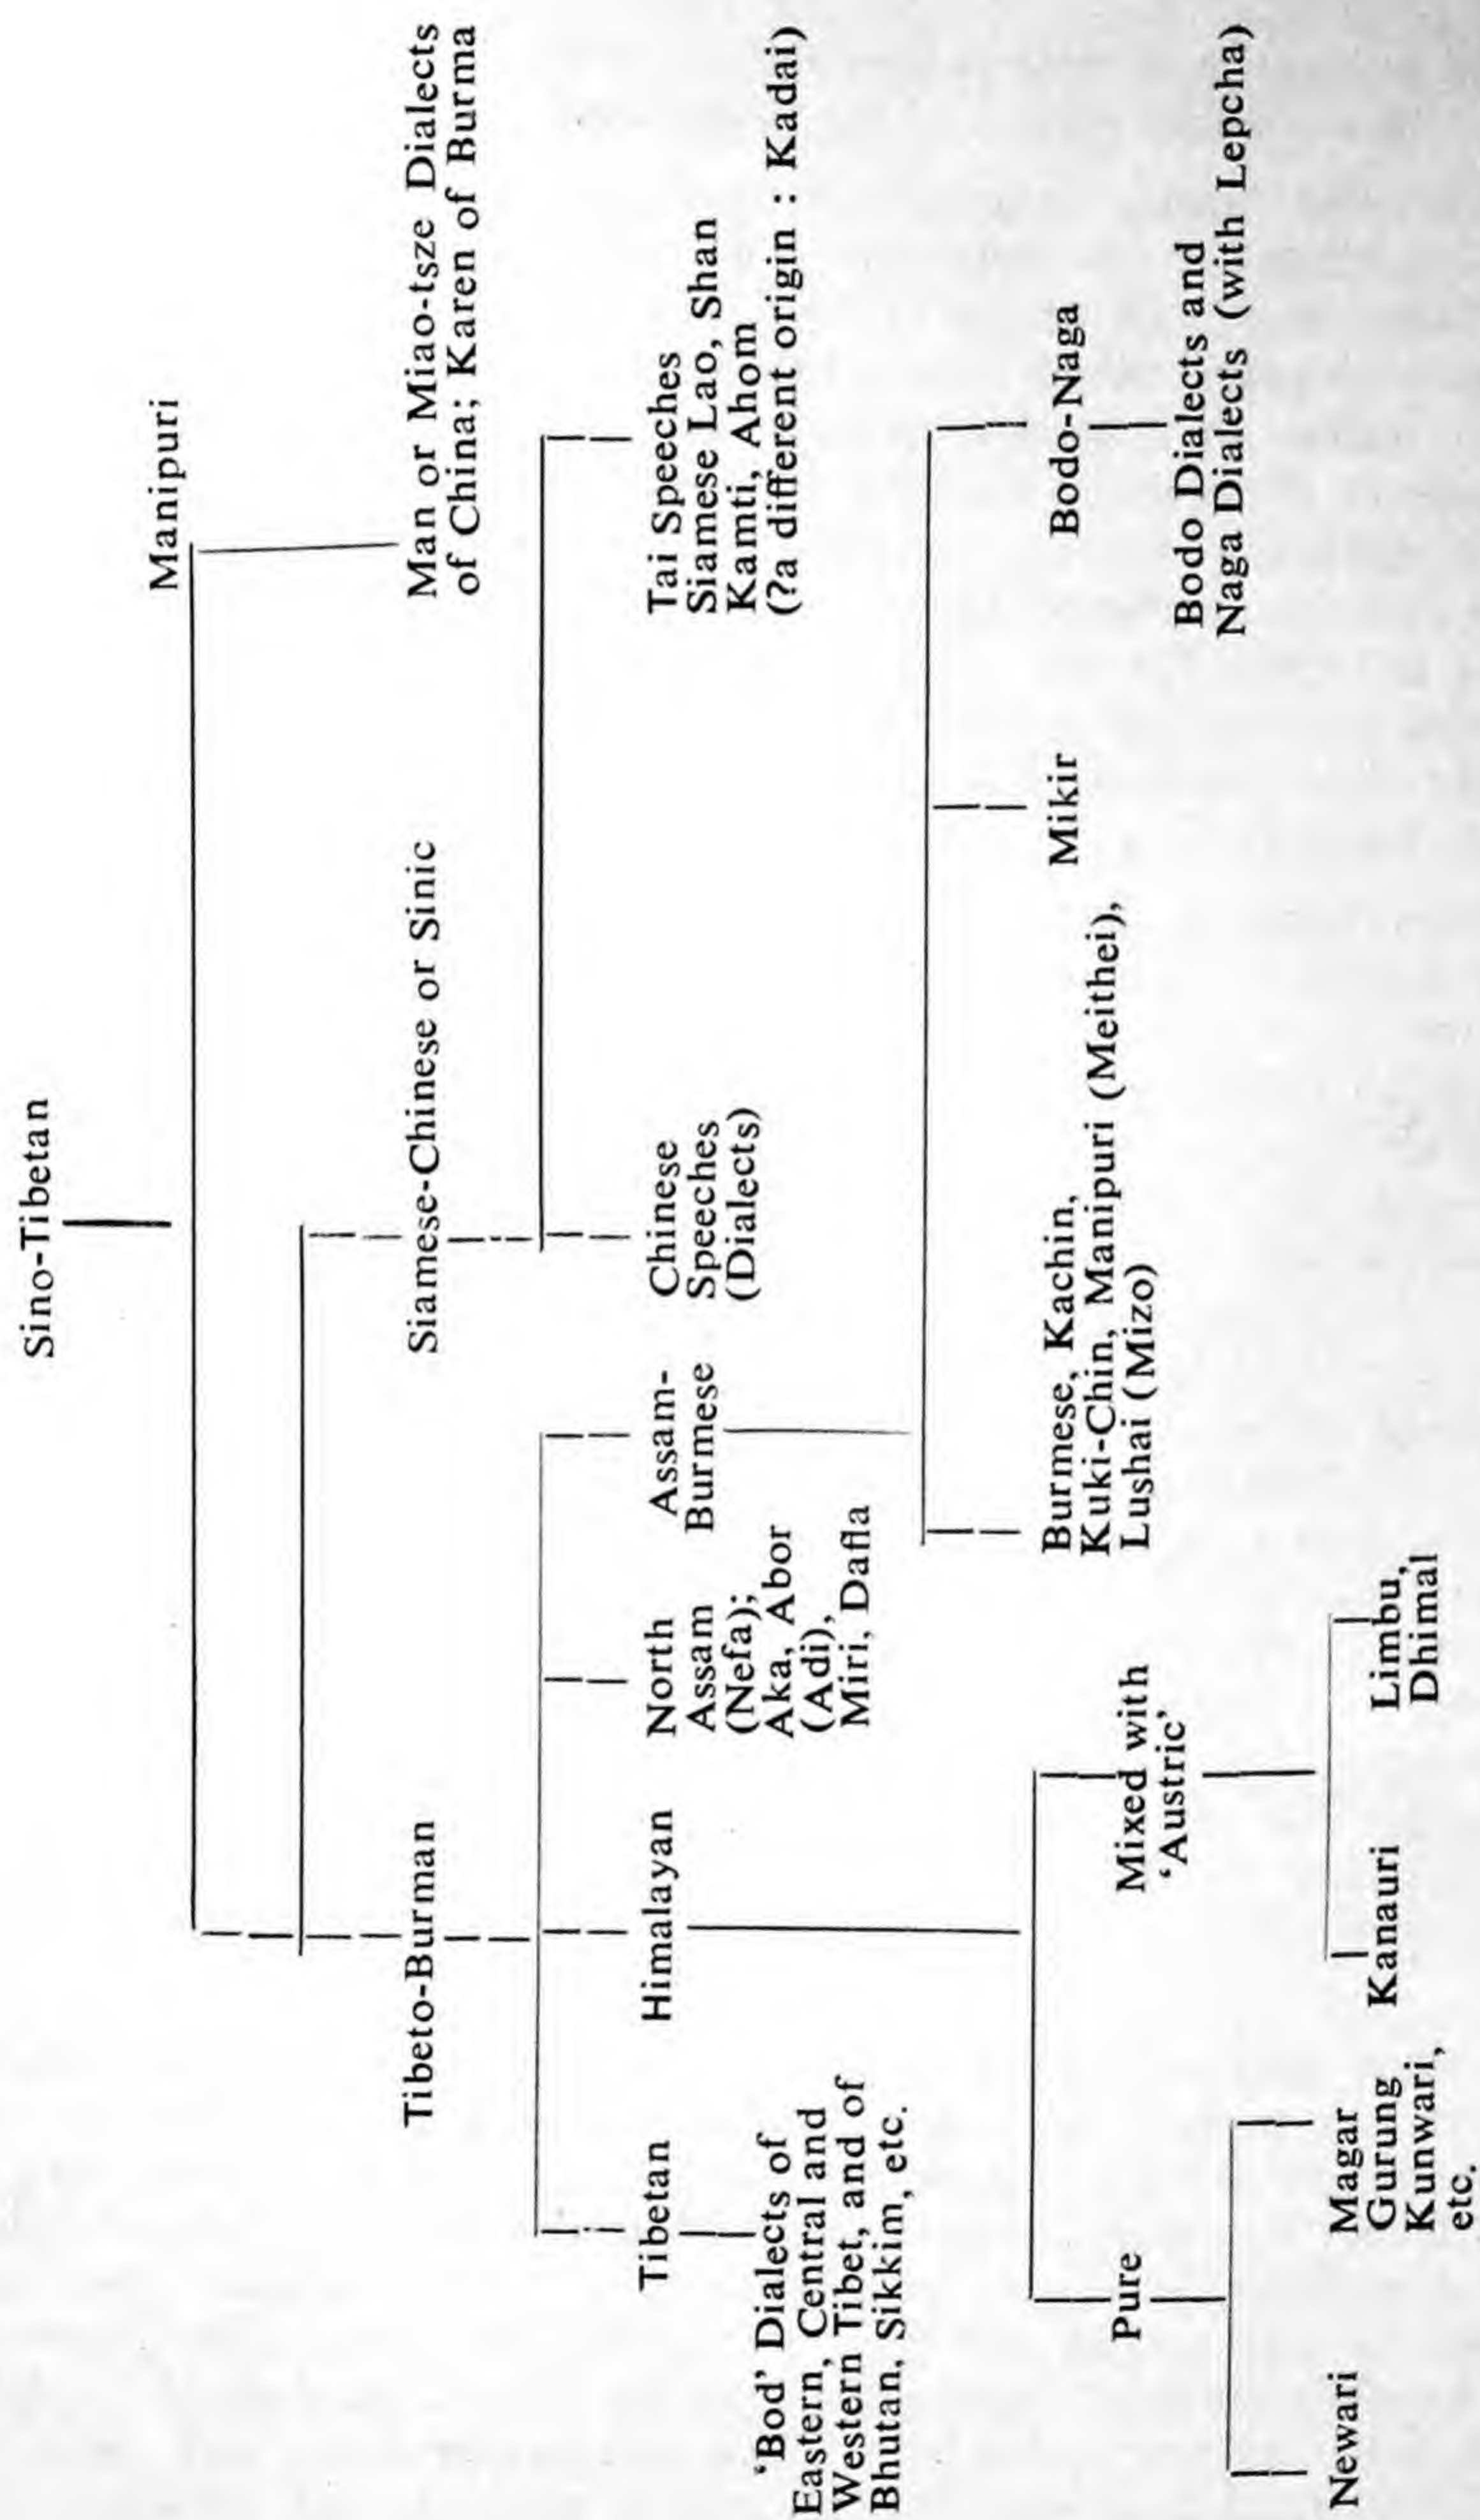 Sino-Tibetan
Manipuri
Tibeto-Burman
Siamese-Chinese or Sinic
Man or Miao-tsze Dialects
of China; Karen of Burma
Tibetan
'Bod' Dialects of
Eastern, Central and
Western Tibet, and of
Bhutan, Sikkim, etc.
Himalayan
North
Assam
(Nefa);
Aka, Abor
(Adi),
Miri, Dafla
Assam-
Burmese
Chinese
Speeches
(Dialects)
Tai Speeches
Siamese Lao, Shan
Kamti, Ahom
(?a different origin : Kadai)
Pure
Mixed with
'Austric'
Burmese, Kachin,
Kuki-Chin, Manipuri (Meithei),
Lushai (Mizo)
Mikir
Bodo-Naga
Bodo Dialects and
Naga Dialects (with Lepcha)
Newari
Magar
Gurung
Kunwari,
etc.
Kanauri
Limbu,
Dhimal